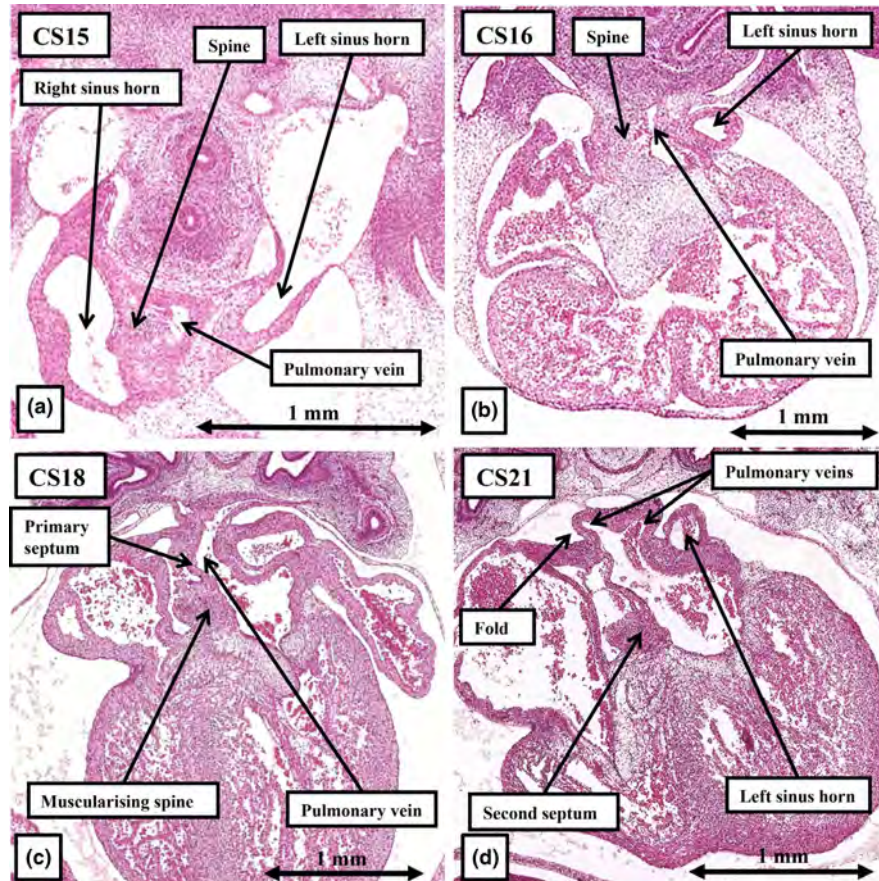 CS15
Spine
Left sinus horn
Right sinus horn
Pulmonary vein
(a)
1 mm
CS16
Spine
Left sinus horn
Pulmonary vein
(b)
1 mm
CS18
Primary
septum
Muscularising spine
Pulmonary vein
(c)
1 mm
CS21
Pulmonary veins
Fold
Second septum
Left sinus horn
(d)
1 mm